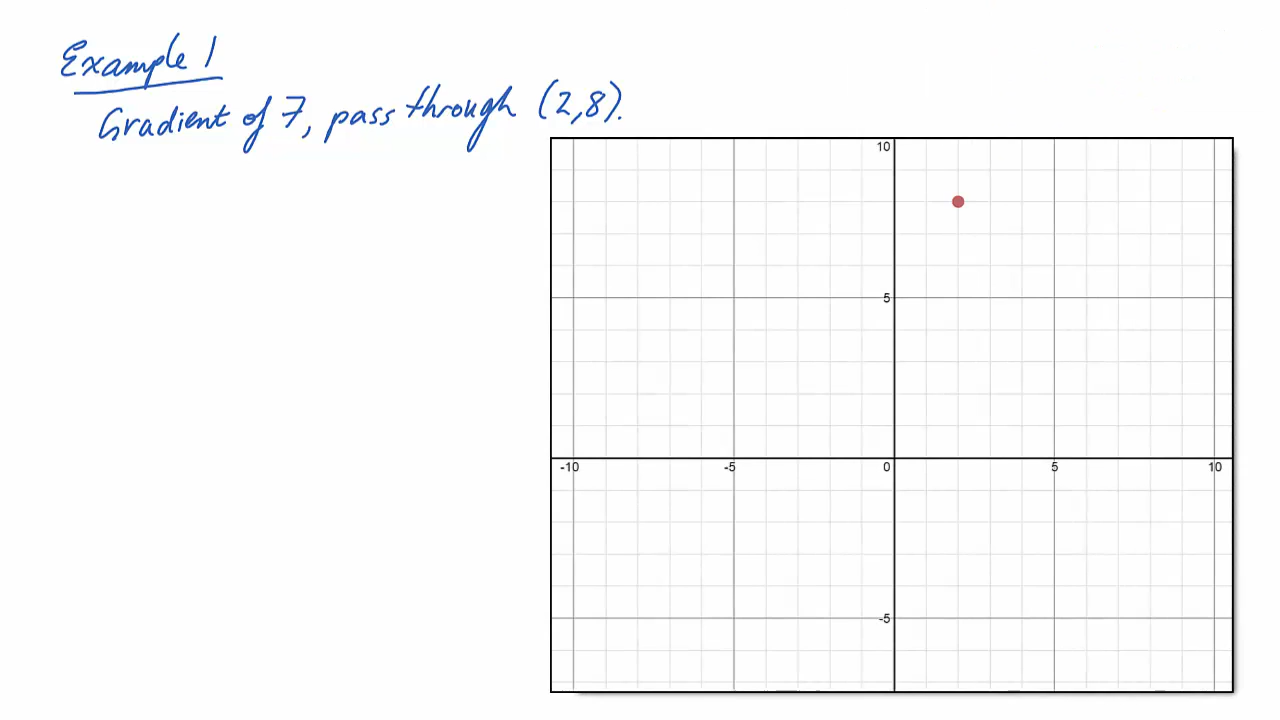 Example 1
Gradient of 7, pass through (2,8).
10
5
-10 -5 0 5 10
-5